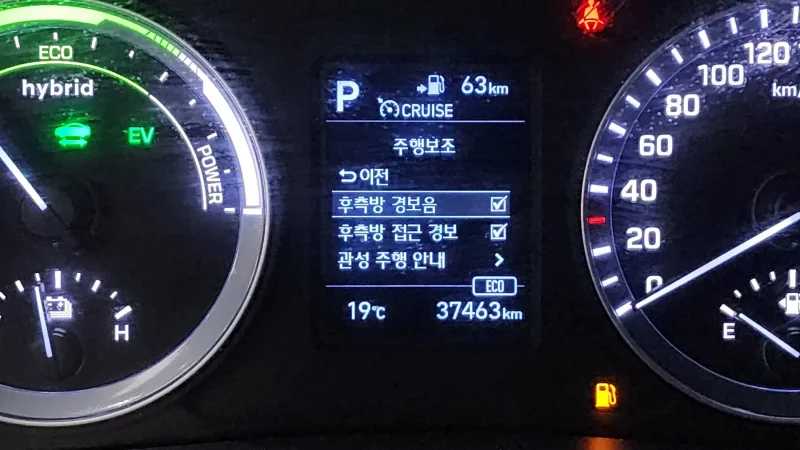 ECO
hybrid
EV
POWER
H
P
63km
CRUISE
주행보조
이전
후측방 경보음
후측방 접근 경보
관성 주행 안내
ECO
19℃
37463km
120
100
80
60
40
20
0
km/
E